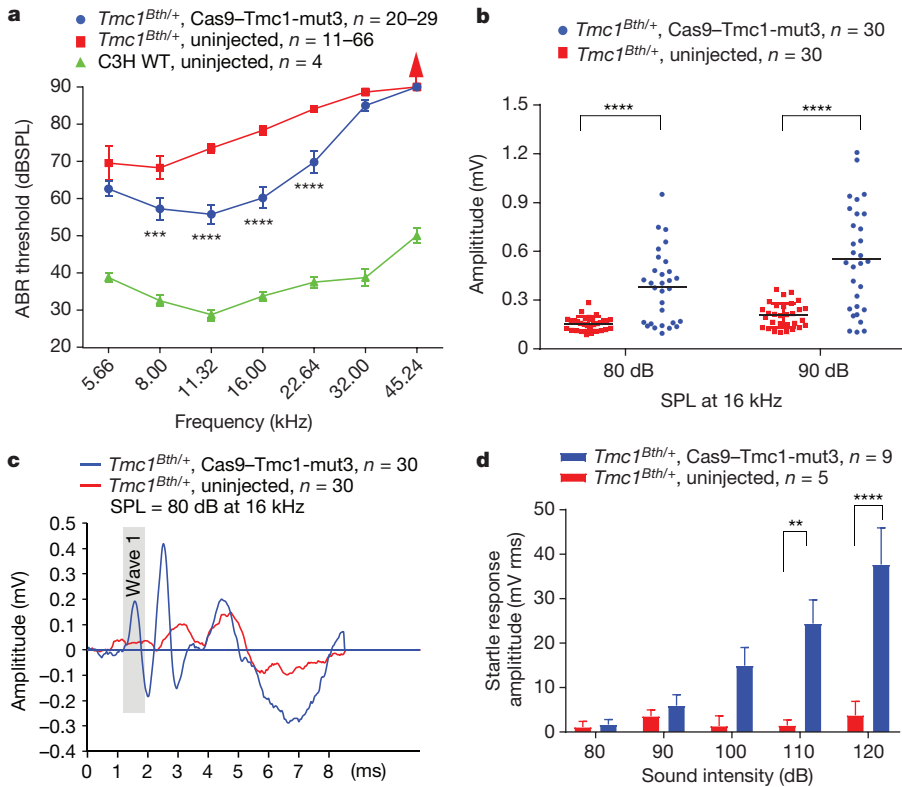 a
Tmc1Bth/+, Cas9–Tmc1-mut3, n = 20–29
Tmc1Bth/+, uninjected, n = 11–66
C3H WT, uninjected, n = 4
ABR threshold (dBSPL)
90
80
70
60
50
40
30
20
***
****
****
****
5.66
8.00
11.32
16.00
22.64
32.00
45.24
Frequency (kHz)
b
Tmc1Bth/+, Cas9–Tmc1-mut3, n = 30
Tmc1Bth/+, uninjected, n = 30
Amplititude (mV)
1.5
1.2
0.9
0.6
0.3
0
****
****
80 dB
90 dB
SPL at 16 kHz
c
Tmc1Bth/+, Cas9–Tmc1-mut3, n = 30
Tmc1Bth/+, uninjected, n = 30
SPL = 80 dB at 16 kHz
Amplititude (mV)
0.5
0.4
0.3
0.2
0.1
0
–0.1
–0.2
–0.3
–0.4
Wave 1
0 1 2 3 4 5 6 7 8 (ms)
d
Tmc1Bth/+, Cas9–Tmc1-mut3, n = 9
Tmc1Bth/+, uninjected, n = 5
Startle response
amplititude (mV rms)
50
40
30
20
10
0
**
****
80 90 100 110 120
Sound intensity (dB)